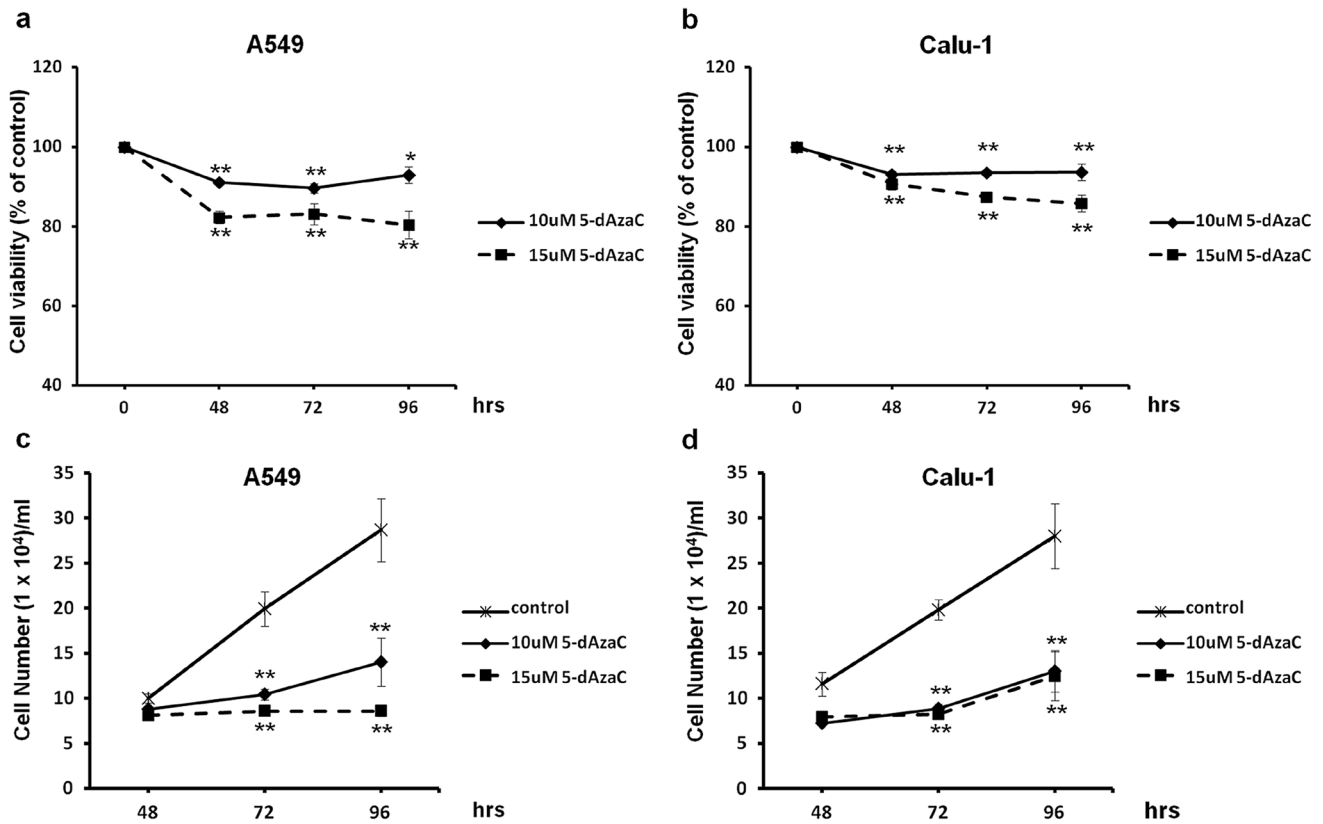 a
A549
Cell viability (% of control)
120
100
80
60
40
0 48 72 96 hrs
** ** *
** ** **
10uM 5-dAzaC
15uM 5-dAzaC
b
Calu-1
Cell viability (% of control)
120
100
80
60
40
0 48 72 96 hrs
** ** **
** ** **
10uM 5-dAzaC
15uM 5-dAzaC
c
A549
Cell Number (1 x 10⁴)/ml
35
30
25
20
15
10
5
0
48 72 96 hrs
** **
** **
control
10uM 5-dAzaC
15uM 5-dAzaC
d
Calu-1
Cell Number (1 x 10⁴)/ml
35
30
25
20
15
10
5
0
48 72 96 hrs
** **
** **
control
10uM 5-dAzaC
15uM 5-dAzaC